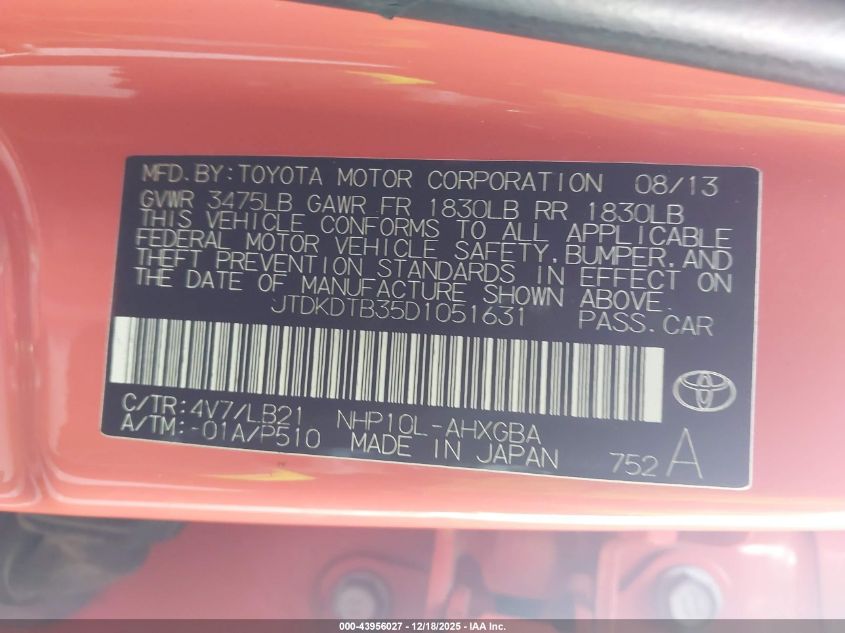 MFD. BY: TOYOTA MOTOR CORPORATION 08/13
GVWR 3475LB GAWR FR 1830LB RR 1830LB
THIS VEHICLE CONFORMS TO ALL APPLICABLE
FEDERAL MOTOR VEHICLE SAFETY, BUMPER, AND
THEFT PREVENTION STANDARDS IN EFFECT ON
THE DATE OF MANUFACTURE SHOWN ABOVE.
JTDKDTB35D1051631 PASS. CAR
C/TR: 4V7/LB21 NHP10L-AHXGBA
A/TM: -01A/P510 MADE IN JAPAN 752 A
000-43956027 - 12/18/2025 - IAA Inc.